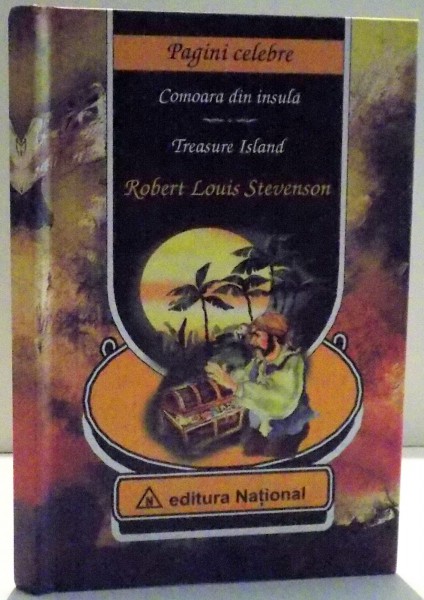 Pagini celebre
Comoara din insula
Treasure Island
Robert Louis Stevenson
N editura Național